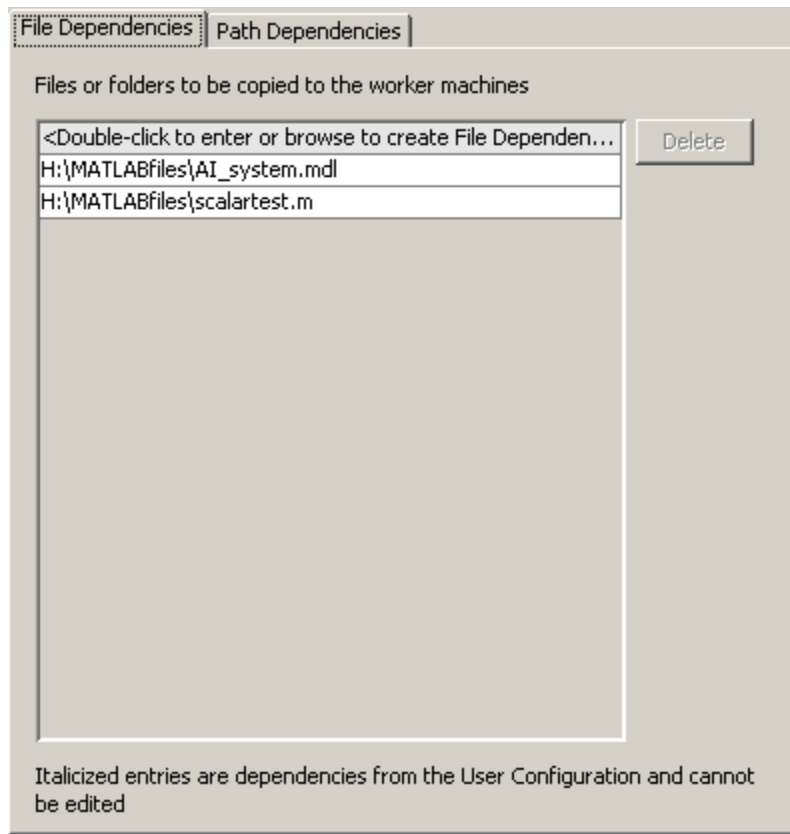 File Dependencies Path Dependencies
Files or folders to be copied to the worker machines
<Double-click to enter or browse to create File Dependen... Delete
H:\MATLABfiles\AI_system.mdl
H:\MATLABfiles\scalartest.m
Italicized entries are dependencies from the User Configuration and cannot
be edited